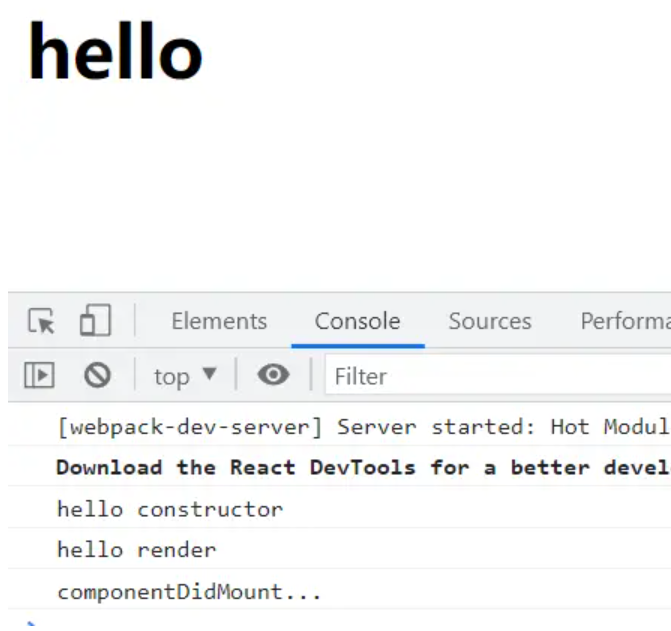 hello
Elements Console Sources Performa
top Filter
[webpack-dev-server] Server started: Hot Modul
Download the React DevTools for a better devel
hello constructor
hello render
componentDidMount...